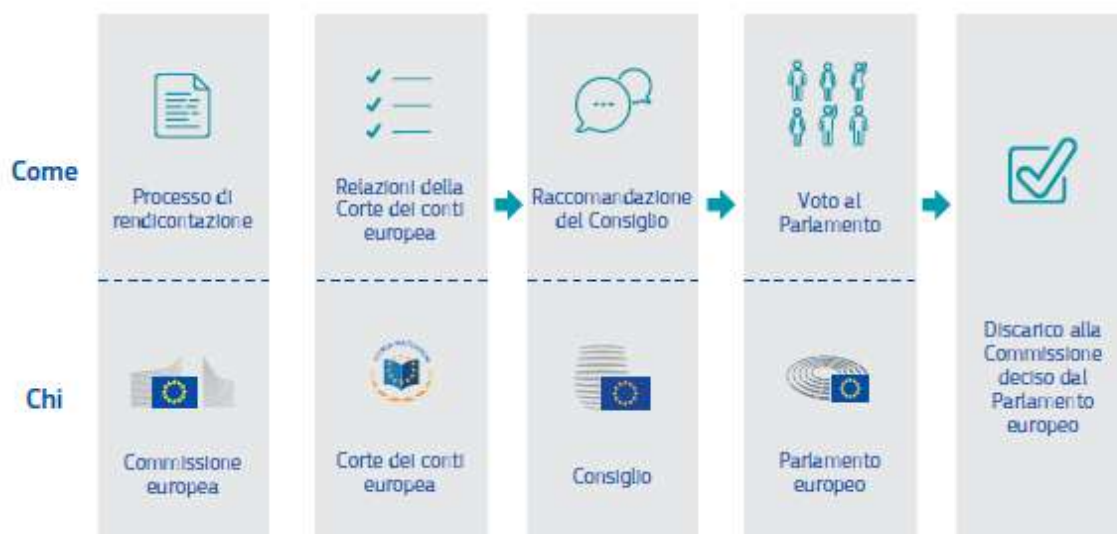 Come
Processo di
rendicontazione
Relazioni della
Corte dei conti
europea
Raccomandazione
del Consiglio
Voto al
Parlamento
Chi
Commissione
europea
Corte dei conti
europea
Consiglio
Parlamento
europeo
Discarico alla
Commissione
deciso dal
Parlamento
europeo